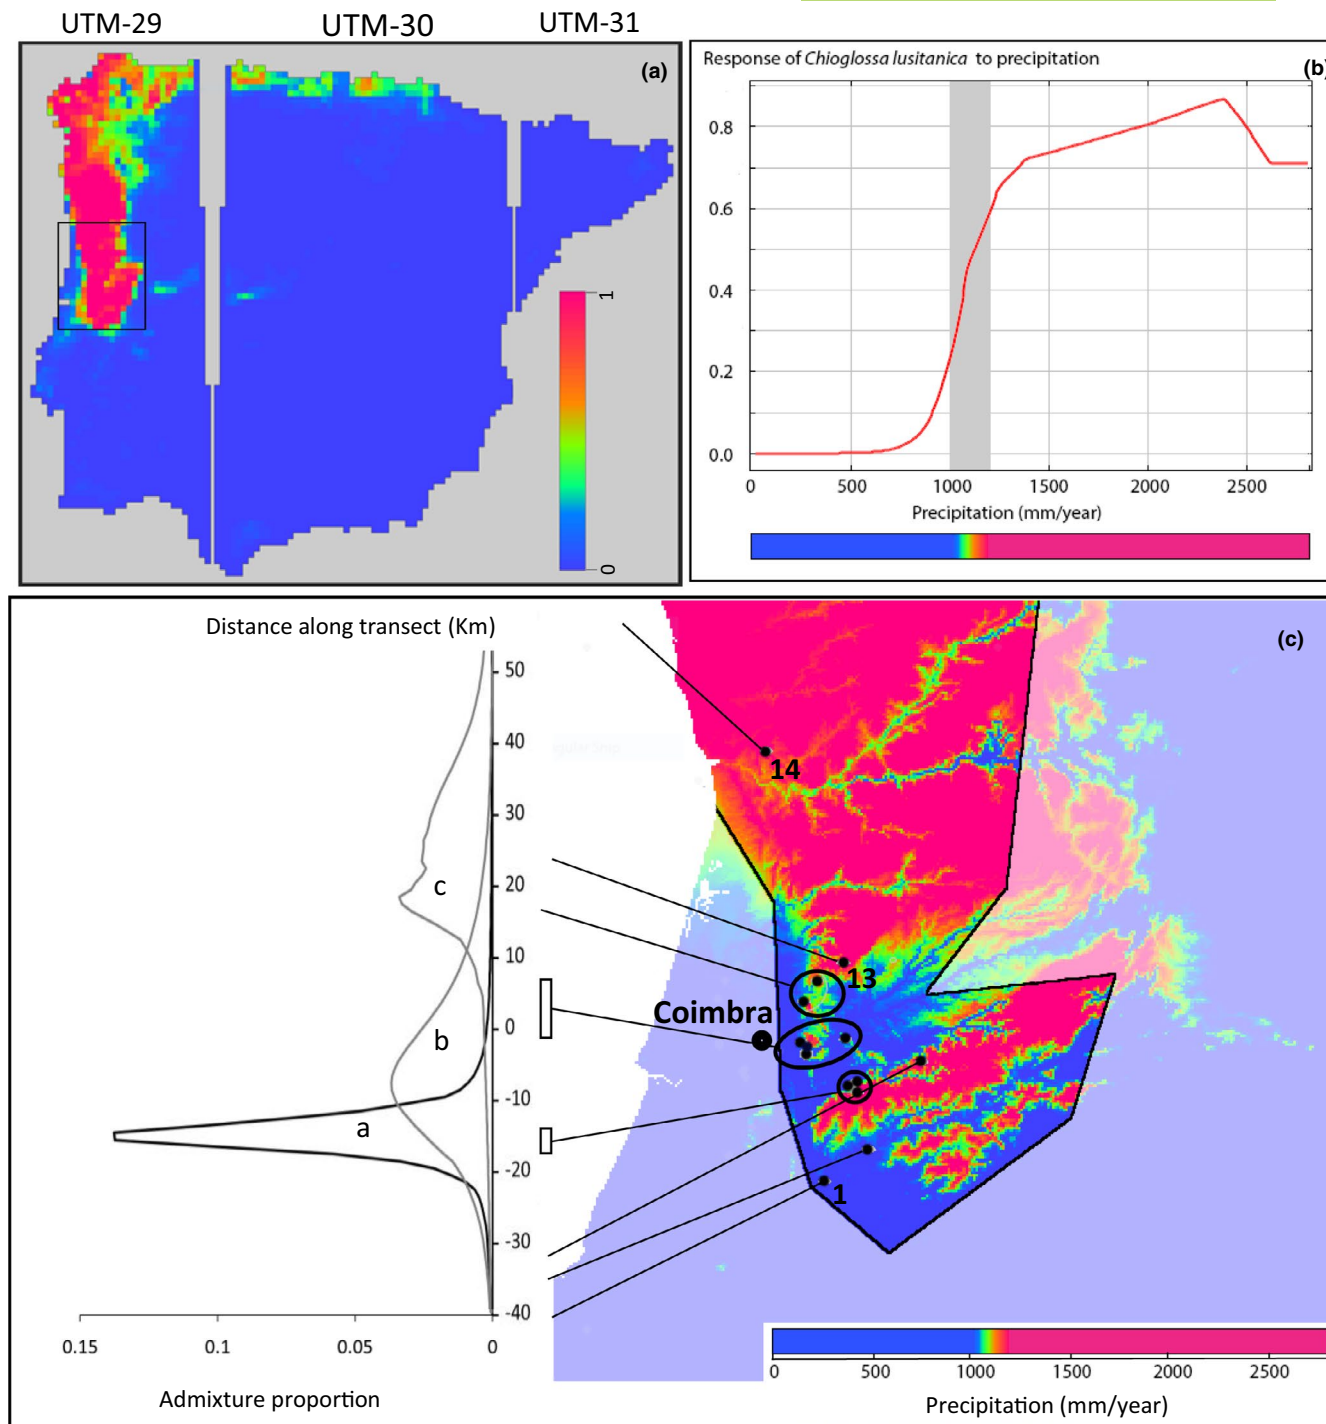 UTM-29 UTM-30 UTM-31
(a)
1
0
Response of Chioglossa lusitanica to precipitation
(b)
0.8
0.6
0.4
0.2
0.0
0 500 1000 1500 2000 2500
Precipitation (mm/year)
Distance along transect (Km)
(c)
50
40
30
20
10
0
-10
-20
-30
-40
c
b
a
0.15 0.1 0.05 0
Admixture proportion
14
13
Coimbra
1
0 500 1000 1500 2000 2500
Precipitation (mm/year)